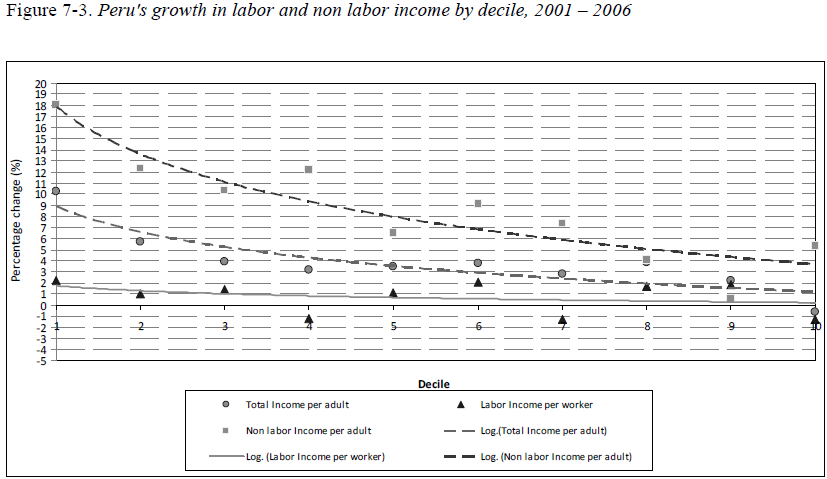 Figure 7-3. Peru's growth in labor and non labor income by decile, 2001 – 2006
Percentage change (%)
20
19
18
17
16
15
14
13
12
11
10
9
8
7
6
5
4
3
2
1
0
-1
-2
-3
-4
-5
1 2 3 4 5 6 7 8 9 10
Decile
Total Income per adult
Labor Income per worker
Non labor Income per adult
Log.(Total Income per adult)
Log. (Labor Income per worker)
Log. (Non labor Income per adult)